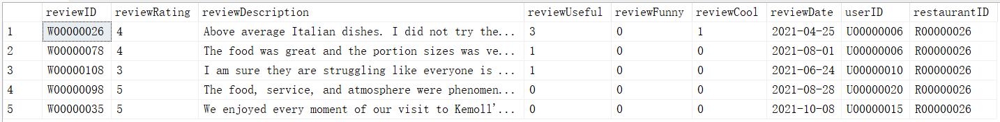 reviewID reviewRating reviewDescription reviewUseful reviewFunny reviewCool reviewDate userID restaurantID
1 W00000026 4 Above average Italian dishes. I did not try the... 3 0 1 2021-04-25 U00000006 R00000026
2 W00000078 4 The food was great and the portion sizes was ve... 1 0 0 2021-08-01 U00000006 R00000026
3 W00000108 3 I am sure they are struggling like everyone is ... 1 0 0 2021-06-24 U00000010 R00000026
4 W00000098 5 The food, service, and atmosphere were phenomen... 0 0 0 2021-08-28 U00000020 R00000026
5 W00000035 5 We enjoyed every moment of our visit to Kemoll'... 0 0 0 2021-10-08 U00000015 R00000026